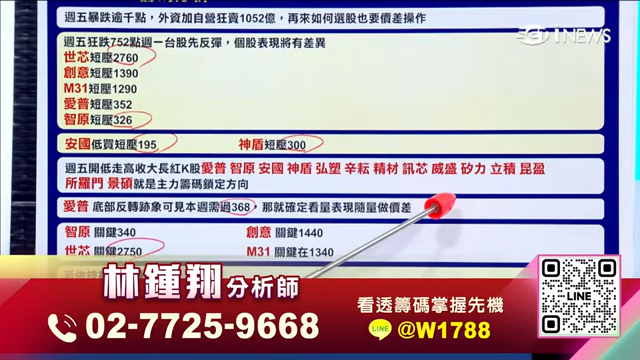 週五暴跌逾千點，外資加自營狂賣1052億，再來如何選股也要價差操作
iNEWS
週五狂跌752點週一台股先反彈，個股表現將有差異
世芯短壓2760
創意短壓1390
M31短壓1290
愛普短壓352
智原短壓326
安國低買短壓195 神盾短壓300
週五開低走高收大長紅K股愛普 智原 安國 神盾 弘塑 辛耘 精材 訊芯 威盛 矽力 立積 昆盈
所羅門 景碩就是主力籌碼鎖定方向
愛普 底部反轉跡象可見本週需過368，那就確定看量表現隨量做價差
智原 關鍵340 創意 關鍵1440
世芯 關鍵2750 M31 關鍵在1340
林鍾翔分析師
02-7725-9668
看透籌碼掌握先機
LINE @W1788
LINE